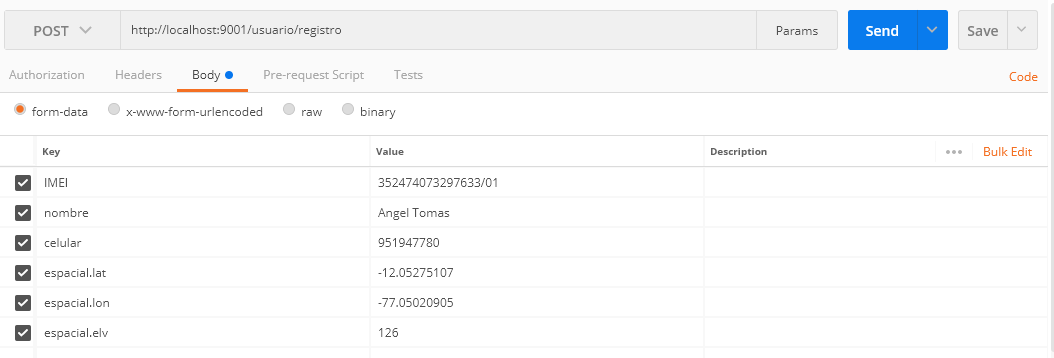 POST http://localhost:9001/usuario/registro Params Send Save
Authorization Headers Body Pre-request Script Tests Code
form-data x-www-form-urlencoded raw binary
Key Value Description ••• Bulk Edit
IMEI 352474073297633/01
nombre Angel Tomas
celular 951947780
espacial.lat -12.05275107
espacial.lon -77.05020905
espacial.elv 126